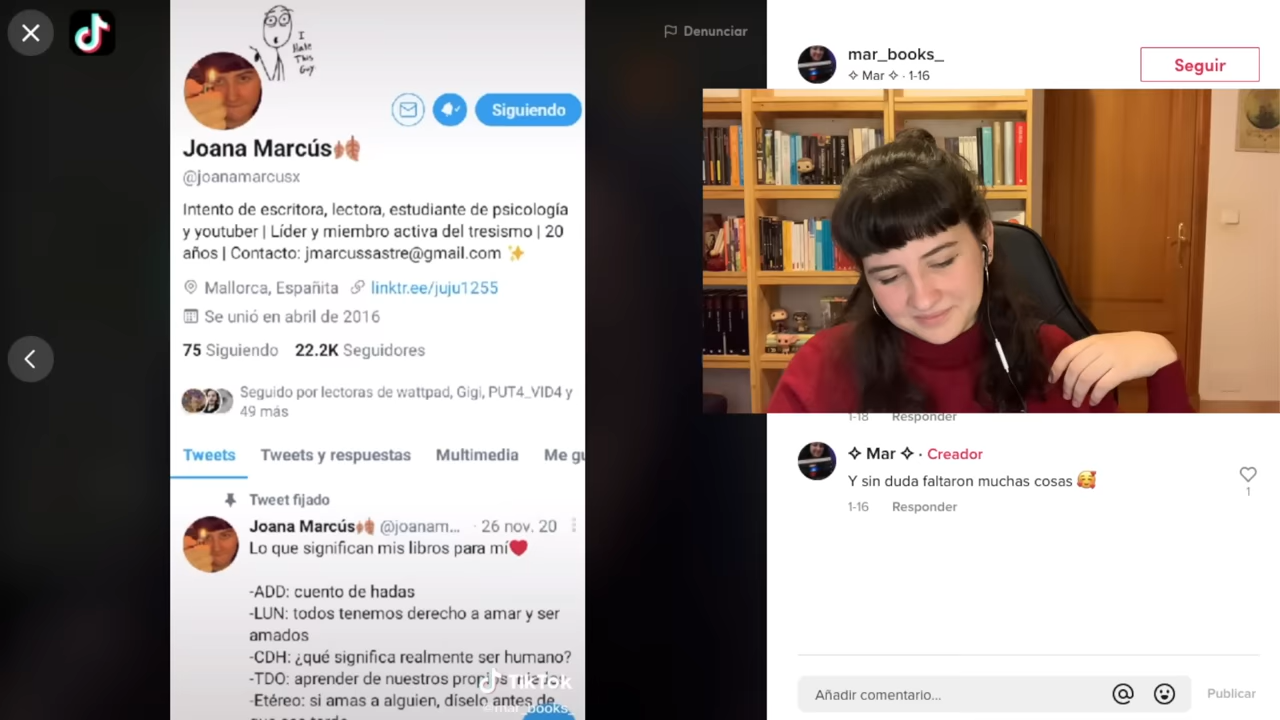 I
Hate
This
Guy
Siguiendo
Joana Marcús
@joanamarcusx
Intento de escritora, lectora, estudiante de psicología
y youtuber | Líder y miembro activa del tresismo | 20
años | Contacto: jmarcussastre@gmail.com ✨
Mallorca, Españita linktr.ee/juju1255
Se unió en abril de 2016
75 Siguiendo 22.2K Seguidores
Seguido por lectoras de wattpad, Gigi, PUT4_VID4 y
49 más
Tweets Tweets y respuestas Multimedia Me gu
Tweet fijado
Joana Marcús @joanam... · 26 nov. 20
Lo que significan mis libros para mí❤️
-ADD: cuento de hadas
-LUN: todos tenemos derecho a amar y ser
amados
-CDH: ¿qué significa realmente ser humano?
-TDO: aprender de nuestros
-Etéreo: si amas a alguien, díselo antes de
TikTok
@mar_books_
Denunciar
mar_books_
✧ Mar ✧ · 1-16
Seguir
1-18 Responder
✧ Mar ✧ · Creador
Y sin duda faltaron muchas cosas 🥰
1
1-16 Responder
Añadir comentario...
Publicar